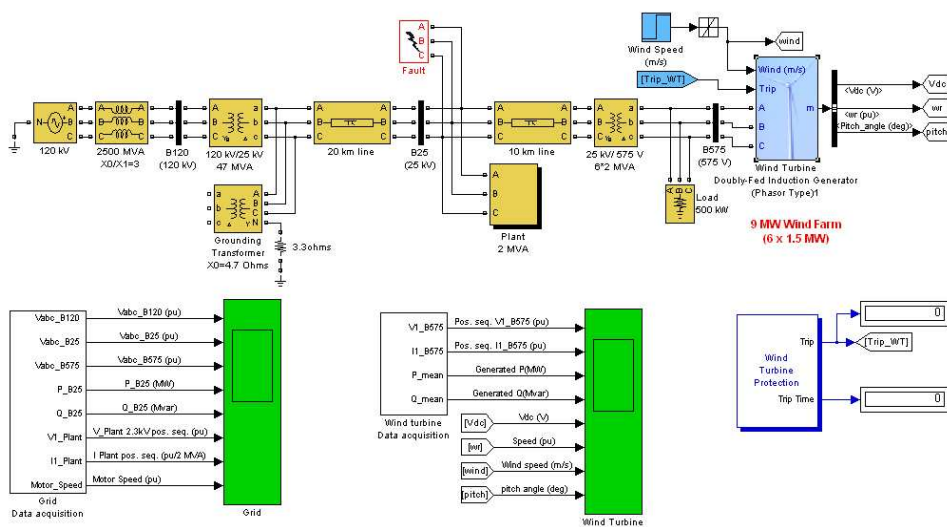 Wind Speed
(m/s)
wind
[Trip_WT]
Fault
A
B
C
Wind (m/s)
Trip
A
B
C
m
<Vdc (V)>
<wr (pu)>
<Pitch_angle (deg)>
Vdc
wr
pitch
N
A
B
C
120 kV
A A
B B
C C
2500 MVA
X0/X1=3
B120
(120 kV)
A a
B b
C c
120 kV/25 kV
47 MVA
A A
B B
C C
20 km line
B25
(25 kV)
A A
B B
C C
10 km line
A a
B b
C c
25 kV/ 575 V
6*2 MVA
B575
(575 V)
Wind Turbine
Doubly-Fed Induction Generator
(Phasor Type)1
A
B
C
Plant
2 MVA
A B C
Load
500 kW
9 MW Wind Farm
(6 x 1.5 MW)
a A
b B
c C
N
Grounding
Transformer
X0=4.7 Ohms
3.3ohms
Vabc_B120 Vabc_B120 (pu)
Vabc_B25 Vabc_B25 (pu)
Vabc_B575 Vabc_B575 (pu)
P_B25 P_B25 (MW)
Q_B25 Q_B25 (Mvar)
V1_Plant V_Plant 2.3kV pos. seq. (pu)
I1_Plant I Plant pos. seq. (pu/2 MVA)
Motor_Speed Motor Speed (pu)
Grid
Data acquisition
Grid
V1_B575 Pos. seq. V1_B575 (pu)
I1_B575 Pos. seq. I1_B575 (pu)
P_mean Generated P(MW)
Q_mean Generated Q(Mvar)
Wind turbine
Data acquisition
[Vdc] Vdc (V)
[wr] Speed (pu)
[wind] Wind speed (m/s)
[pitch] pitch angle (deg)
Wind Turbine
Wind
Turbine
Protection
Trip
Trip Time
0
[Trip_WT]
0